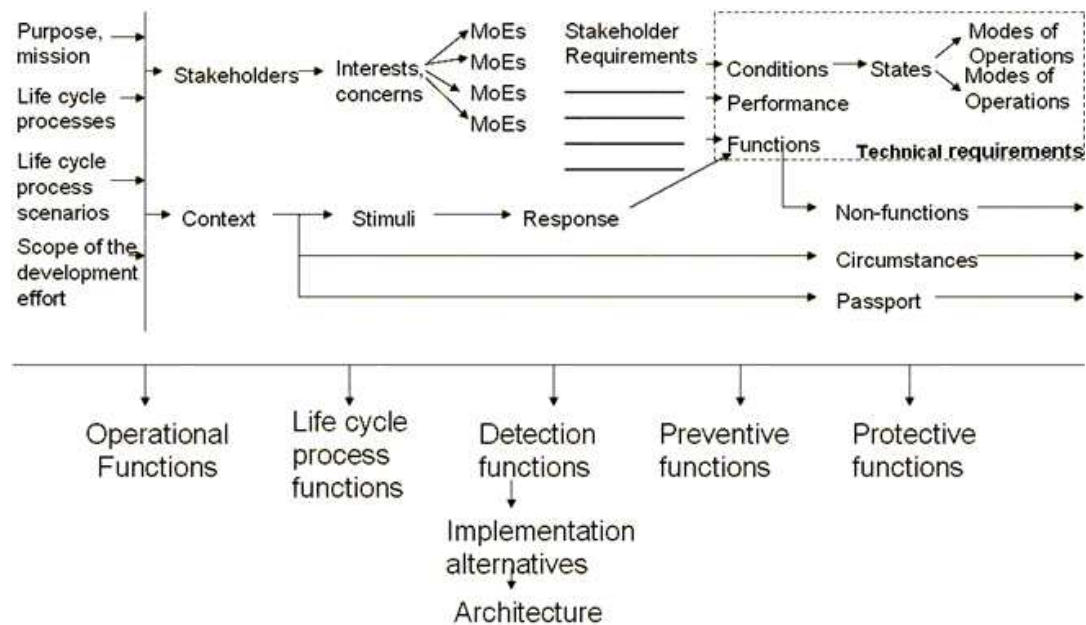 Purpose,
mission
Life cycle
processes
Life cycle
process
scenarios
Scope of the
development
effort
Stakeholders
Interests,
concerns
MoEs
MoEs
MoEs
MoEs
Stakeholder
Requirements
Conditions
Performance
Functions
States
Modes of
Operations
Modes of
Operations
Technical requirements
Context
Stimuli
Response
Non-functions
Circumstances
Passport
Operational
Functions
Life cycle
process
functions
Detection
functions
Preventive
functions
Protective
functions
Implementation
alternatives
Architecture